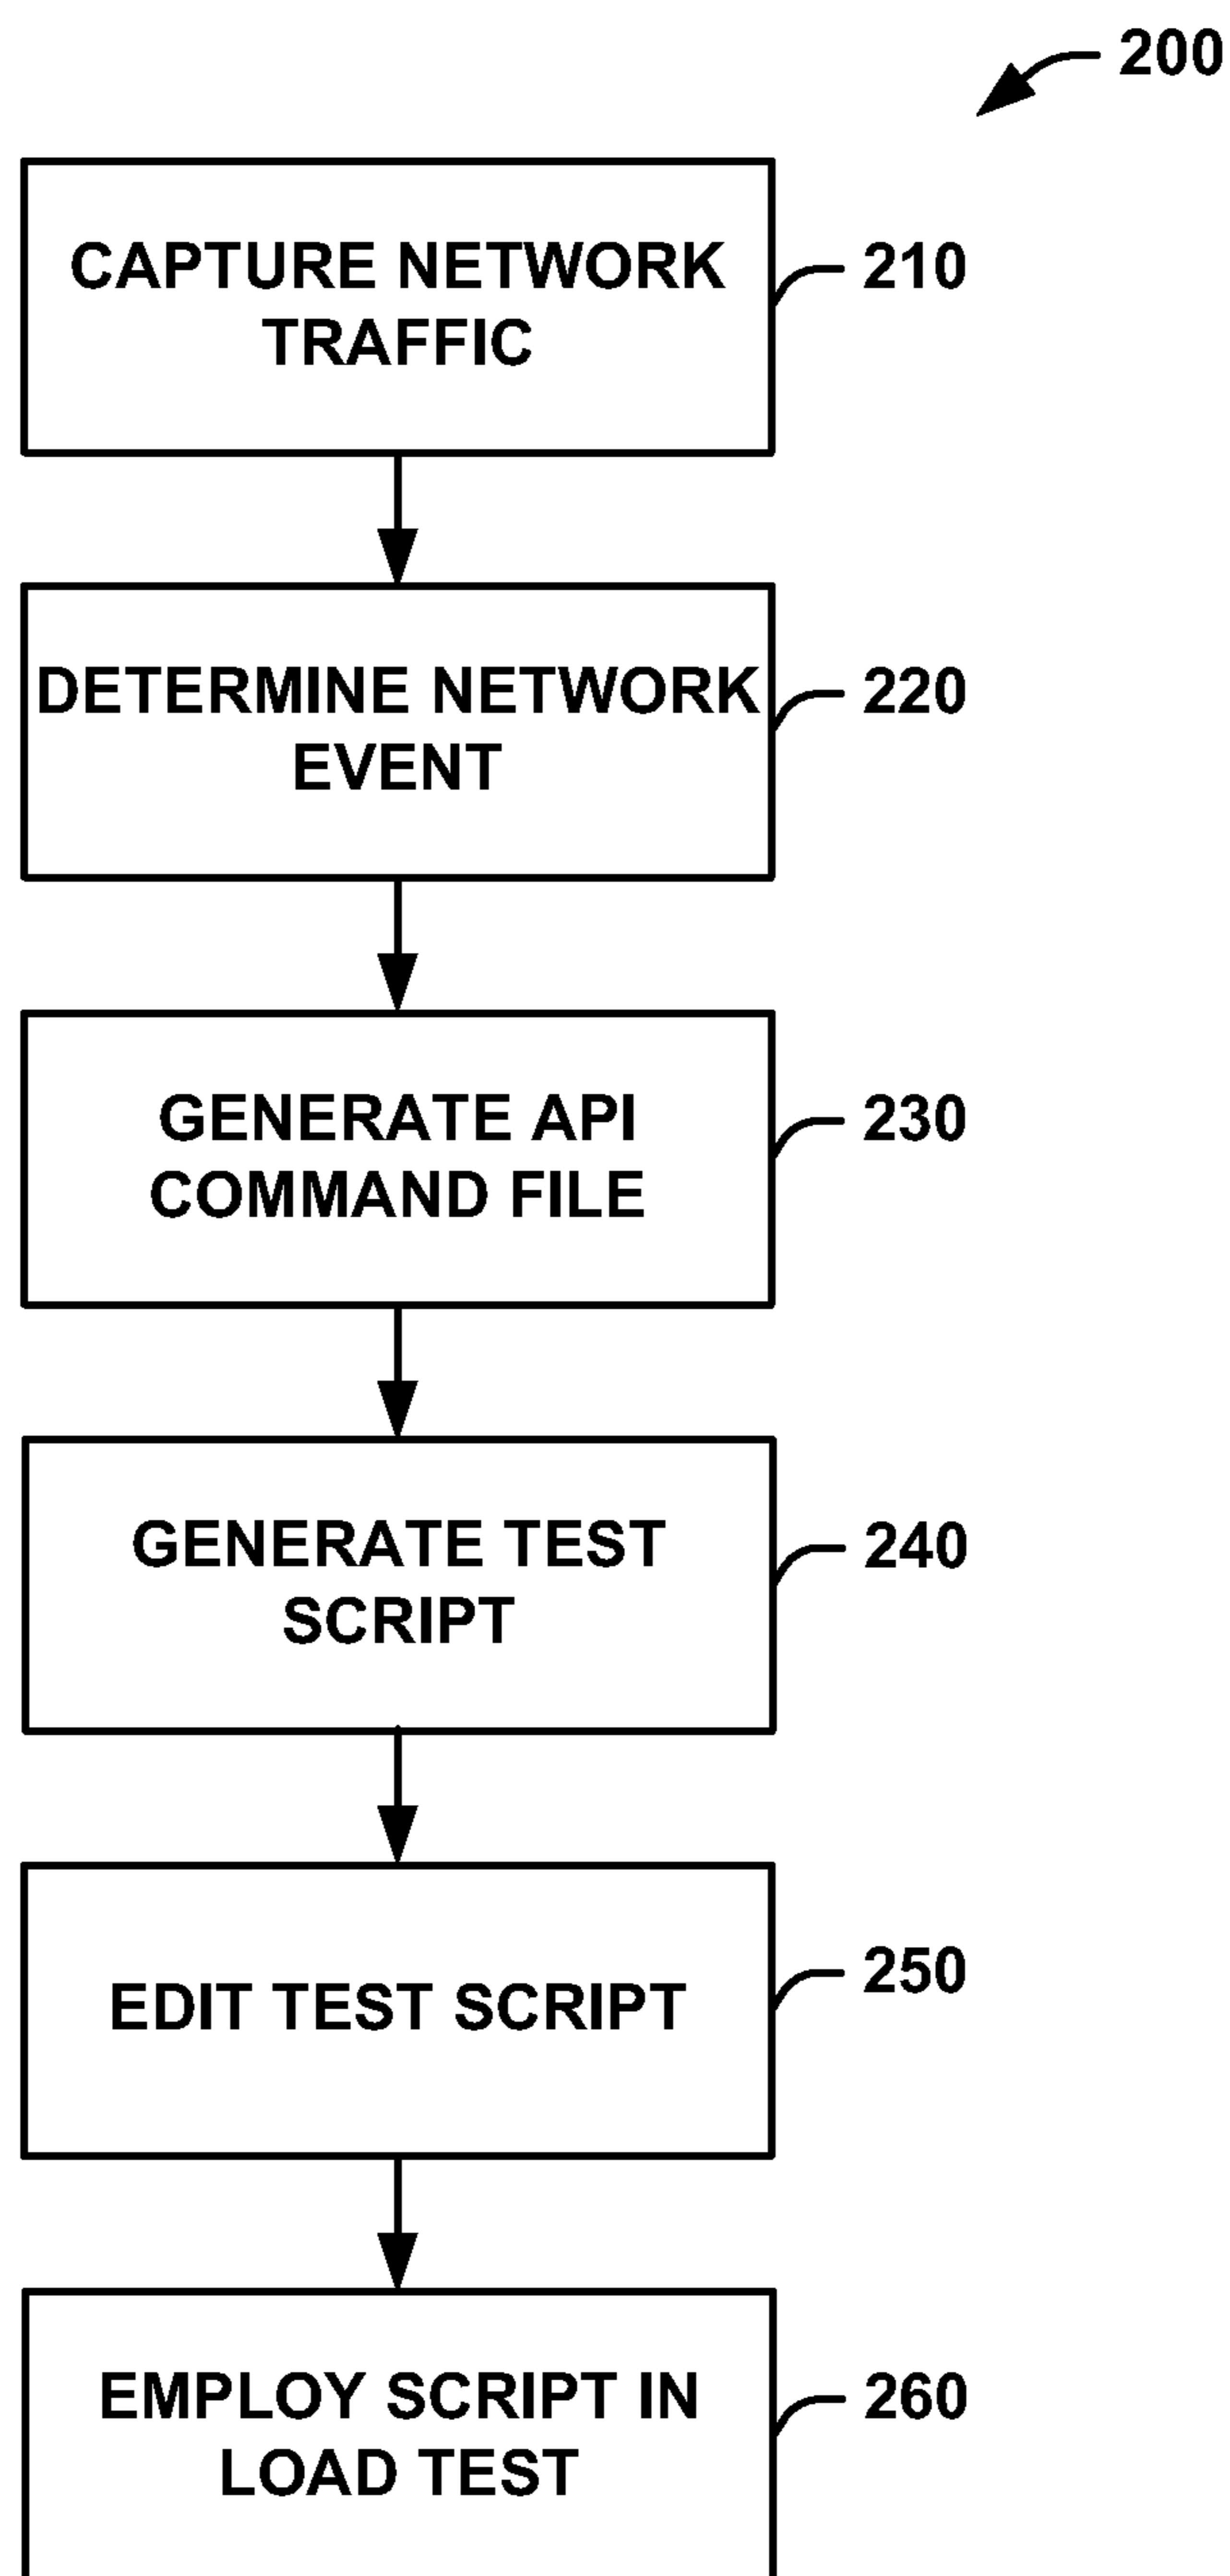 200
CAPTURE NETWORK
TRAFFIC
210
DETERMINE NETWORK
EVENT
220
GENERATE API
COMMAND FILE
230
GENERATE TEST
SCRIPT
240
EDIT TEST SCRIPT
250
EMPLOY SCRIPT IN
LOAD TEST
260